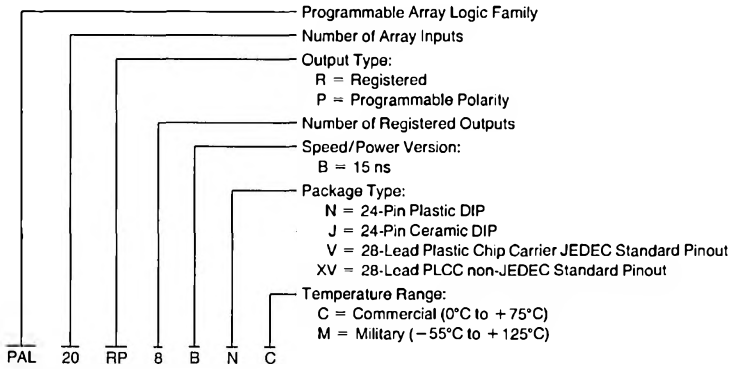 Programmable Array Logic Family
Number of Array Inputs
Output Type:
R = Registered
P = Programmable Polarity
Number of Registered Outputs
Speed/Power Version:
B = 15 ns
Package Type:
N = 24-Pin Plastic DIP
J = 24-Pin Ceramic DIP
V = 28-Lead Plastic Chip Carrier JEDEC Standard Pinout
XV = 28-Lead PLCC non-JEDEC Standard Pinout
Temperature Range:
C = Commercial (0°C to +75°C)
M = Military (−55°C to +125°C)
PAL 20 RP 8 B N C